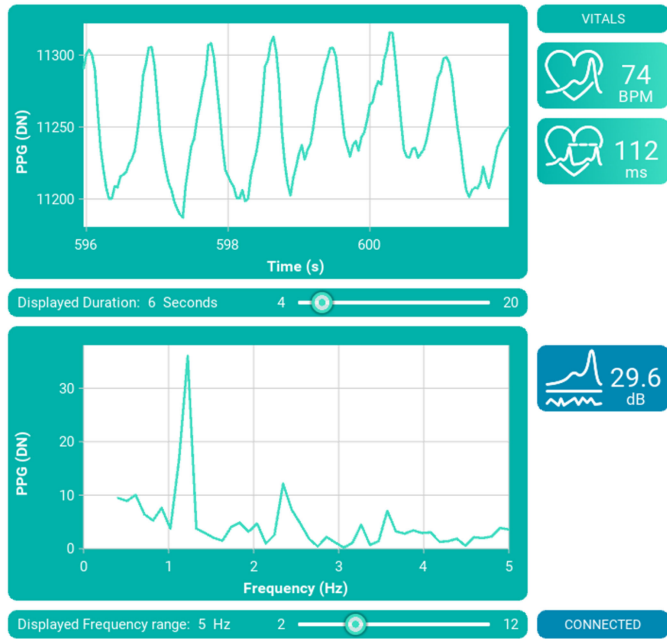 VITALS
PPG (DN)
11300
11250
11200
596
598
600
Time (s)
74
BPM
112
ms
Displayed Duration: 6 Seconds
4
20
PPG (DN)
30
20
10
0
0
1
2
3
4
5
Frequency (Hz)
29.6
dB
Displayed Frequency range: 5 Hz
2
12
CONNECTED